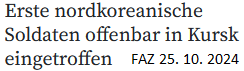 Erste nordkoreanische
Soldaten offenbar in Kursk
eingetroffen FAZ 25. 10. 2024